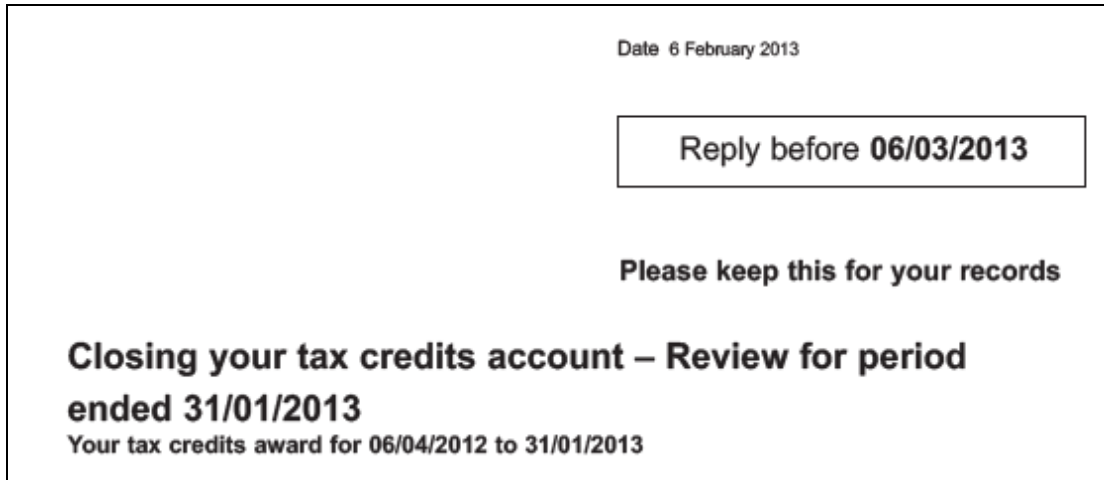 Date 6 February 2013
Reply before 06/03/2013
Please keep this for your records
Closing your tax credits account – Review for period
ended 31/01/2013
Your tax credits award for 06/04/2012 to 31/01/2013